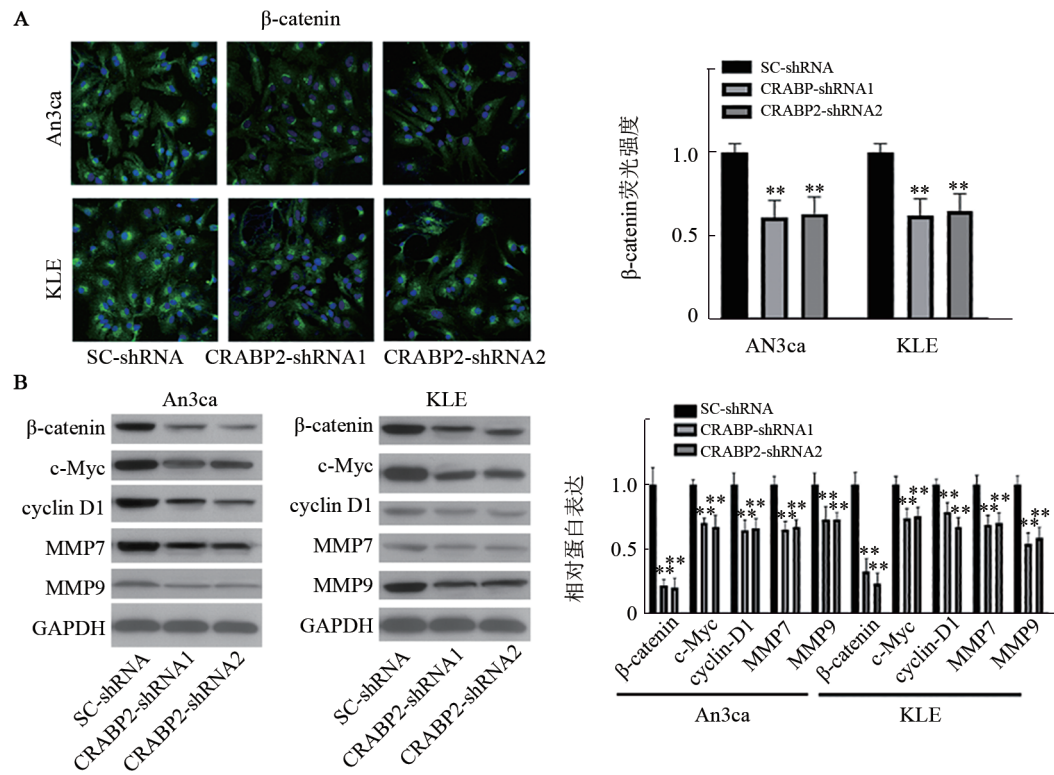 A
β-catenin
An3ca
KLE
SC-shRNA CRABP2-shRNA1 CRABP2-shRNA2
SC-shRNA
CRABP-shRNA1
CRABP2-shRNA2
β-catenin荧光强度
1.0
0.5
0
** ** ** **
AN3ca KLE
B
An3ca
β-catenin
c-Myc
cyclin D1
MMP7
MMP9
GAPDH
SC-shRNA
CRABP2-shRNA1
CRABP2-shRNA2
KLE
β-catenin
c-Myc
cyclin D1
MMP7
MMP9
GAPDH
SC-shRNA
CRABP2-shRNA1
CRABP2-shRNA2
SC-shRNA
CRABP-shRNA1
CRABP2-shRNA2
相对蛋白表达
1.0
0.5
0
** ** ** ** ** ** ** ** ** ** ** ** ** ** ** ** ** ** ** **
β-catenin
c-Myc
cyclin-D1
MMP7
MMP9
β-catenin
c-Myc
cyclin-D1
MMP7
MMP9
An3ca KLE